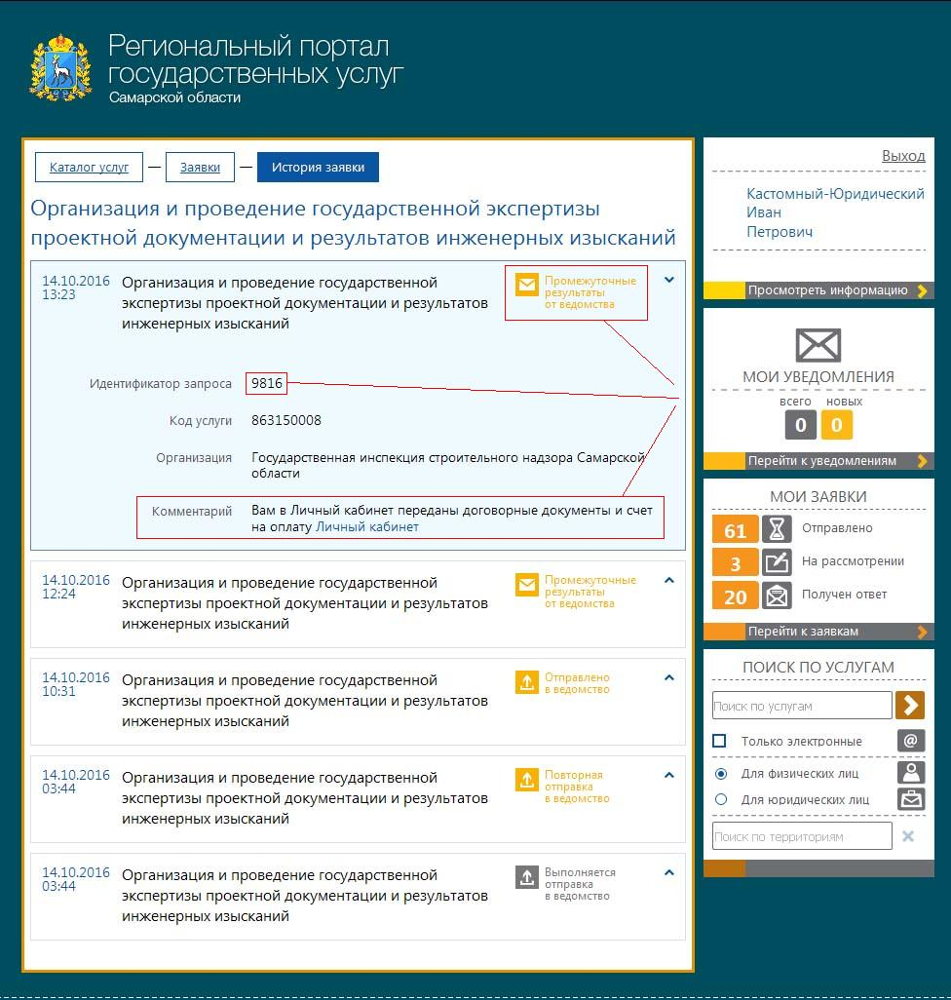 Региональный портал
государственных услуг
Самарской области
Каталог услуг — Заявки — История заявки
Организация и проведение государственной экспертизы
проектной документации и результатов инженерных изысканий
14.10.2016
13:23
Организация и проведение государственной
экспертизы проектной документации и результатов
инженерных изысканий
Промежуточные
результаты
от ведомства
Идентификатор запроса 9816
Код услуги 863150008
Организация Государственная инспекция строительного надзора Самарской
области
Комментарий Вам в Личный кабинет переданы договорные документы и счет
на оплату Личный кабинет
14.10.2016
12:24
Организация и проведение государственной
экспертизы проектной документации и результатов
инженерных изысканий
Промежуточные
результаты
от ведомства
14.10.2016
10:31
Организация и проведение государственной
экспертизы проектной документации и результатов
инженерных изысканий
Отправлено
в ведомство
14.10.2016
03:44
Организация и проведение государственной
экспертизы проектной документации и результатов
инженерных изысканий
Повторная
отправка
в ведомство
14.10.2016
03:44
Организация и проведение государственной
экспертизы проектной документации и результатов
инженерных изысканий
Выполняется
отправка
в ведомство
Выход
Кастомный-Юридический
Иван
Петрович
Просмотреть информацию
МОИ УВЕДОМЛЕНИЯ
всего новых
0 0
Перейти к уведомлениям
МОИ ЗАЯВКИ
61 Отправлено
3 На рассмотрении
20 Получен ответ
Перейти к заявкам
ПОИСК ПО УСЛУГАМ
Поиск по услугам
Только электронные @
Для физических лиц
Для юридических лиц
Поиск по территориям